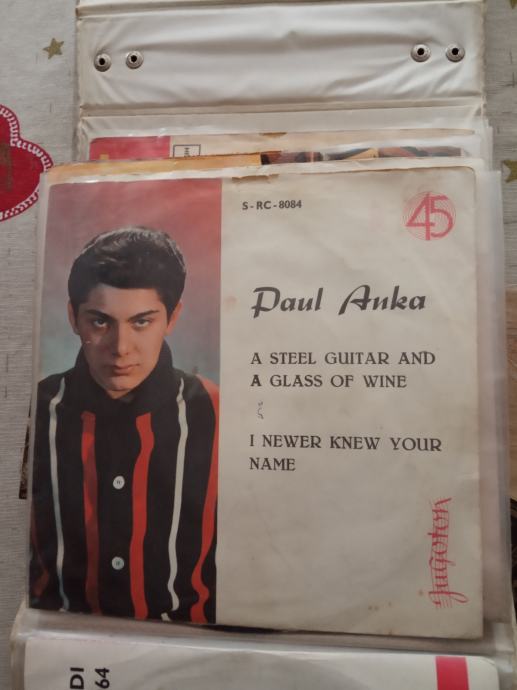 S-RC-8084
45
Paul Anka
A STEEL GUITAR AND
A GLASS OF WINE
I NEWER KNEW YOUR
NAME
Jugoton
DI
64